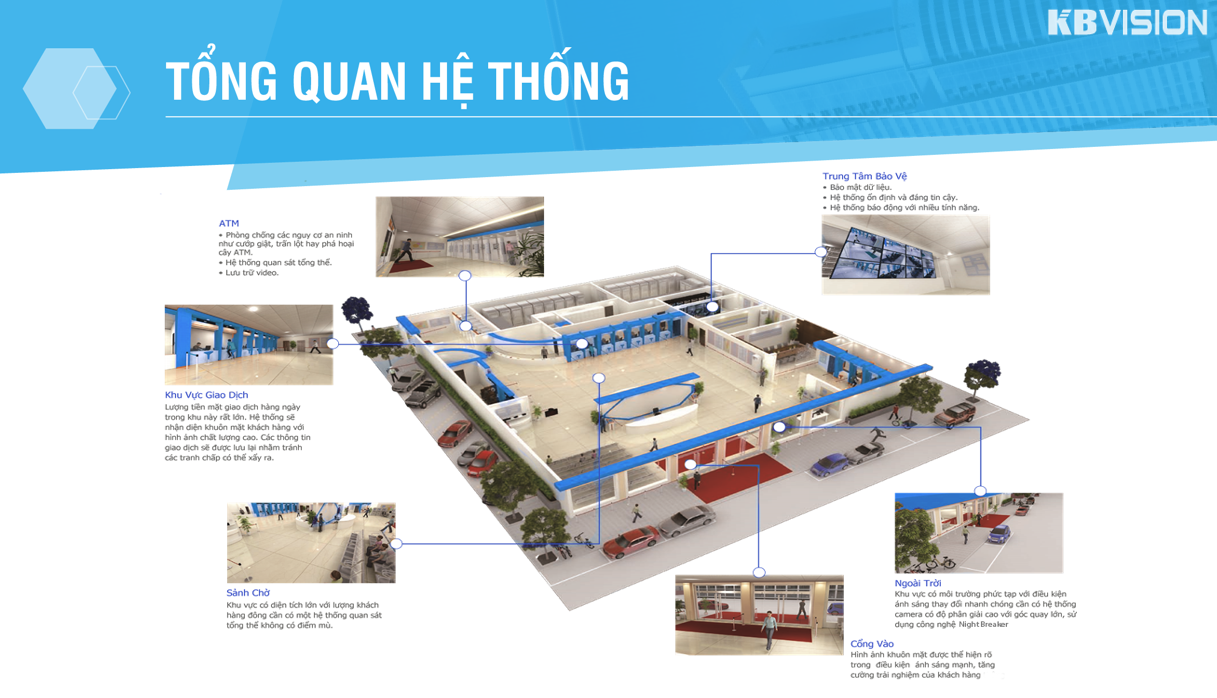 KBVISION
TỔNG QUAN HỆ THỐNG
Trung Tâm Bảo Vệ
• Bảo mật dữ liệu.
• Hệ thống ổn định và đáng tin cậy.
• Hệ thống báo động với nhiều tính năng.
ATM
• Phòng chống các nguy cơ an ninh
như cướp giật, trấn lột hay phá hoại
cây ATM.
• Hệ thống quan sát tổng thể.
• Lưu trữ video.
Khu Vực Giao Dịch
Lượng tiền mặt giao dịch hàng ngày
trong khu này rất lớn. Hệ thống sẽ
nhận diện khuôn mặt khách hàng với
hình ảnh chất lượng cao. Các thông tin
giao dịch sẽ được lưu lại nhằm tránh
các tranh chấp có thể xẩy ra.
Sảnh Chờ
Khu vực có diện tích lớn với lượng khách
hàng đông cần có một hệ thống quan sát
tổng thể không có điểm mù.
Ngoài Trời
Khu vực có môi trường phức tạp với điều kiện
ánh sáng thay đổi nhanh chóng cần có hệ thống
camera có độ phân giải cao với góc quay lớn, sử
dụng công nghệ Night Breaker
Cổng Vào
Hình ảnh khuôn mặt được thể hiện rõ
trong điều kiện ánh sáng mạnh, tăng
cường trải nghiệm của khách hàng